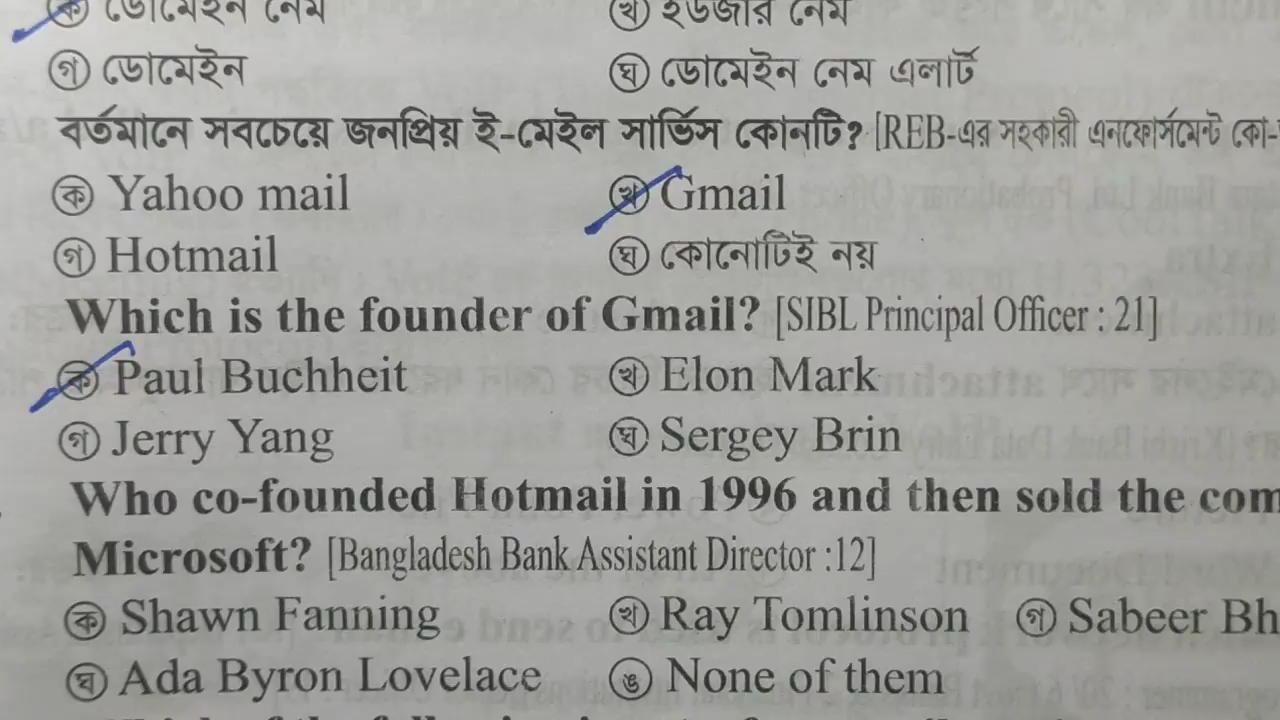 ক ডোমেইন নেম খ ইউজার নেম
গ ডোমেইন ঘ ডোমেইন নেম এলার্ট
বর্তমানে সবচেয়ে জনপ্রিয় ই-মেইল সার্ভিস কোনটি? [REB-এর সহকারী এনফোর্সমেন্ট কো-
ক Yahoo mail খ Gmail
গ Hotmail ঘ কোনোটিই নয়
Which is the founder of Gmail? [SIBL Principal Officer : 21]
ক Paul Buchheit খ Elon Mark
গ Jerry Yang ঘ Sergey Brin
Who co-founded Hotmail in 1996 and then sold the com
Microsoft? [Bangladesh Bank Assistant Director :12]
ক Shawn Fanning খ Ray Tomlinson গ Sabeer Bh
ঘ Ada Byron Lovelace ঙ None of them